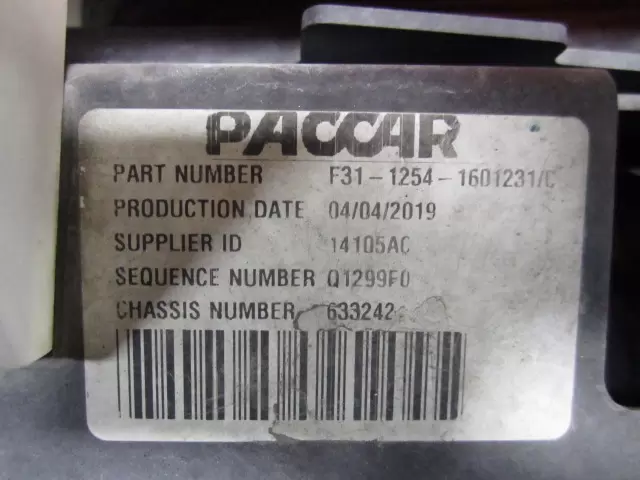 PACCAR
PART NUMBER F31-1254-1601231/C
PRODUCTION DATE 04/04/2019
SUPPLIER ID 14105AC
SEQUENCE NUMBER Q1299F0
CHASSIS NUMBER 633242